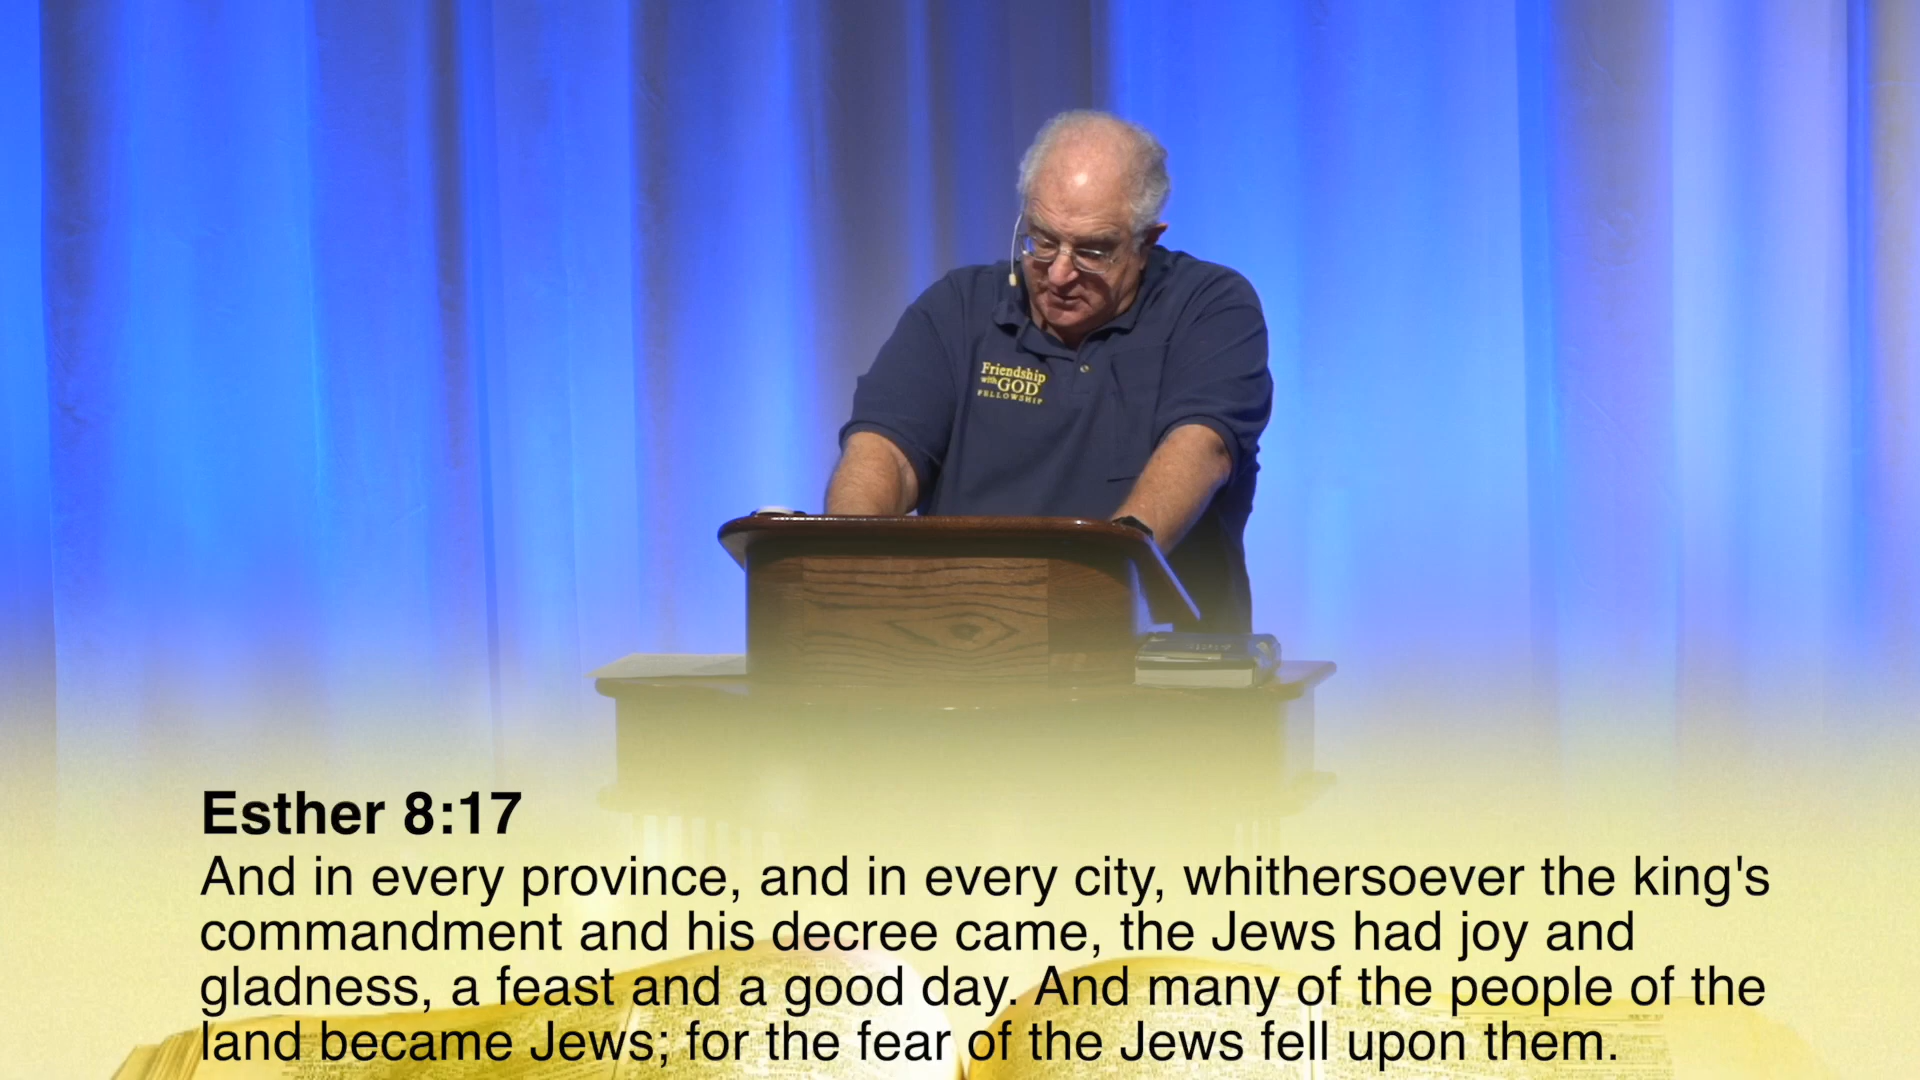 Friendship
with GOD
FELLOWSHIP
Esther 8:17
And in every province, and in every city, whithersoever the king's
commandment and his decree came, the Jews had joy and
gladness, a feast and a good day. And many of the people of the
land became Jews; for the fear of the Jews fell upon them.